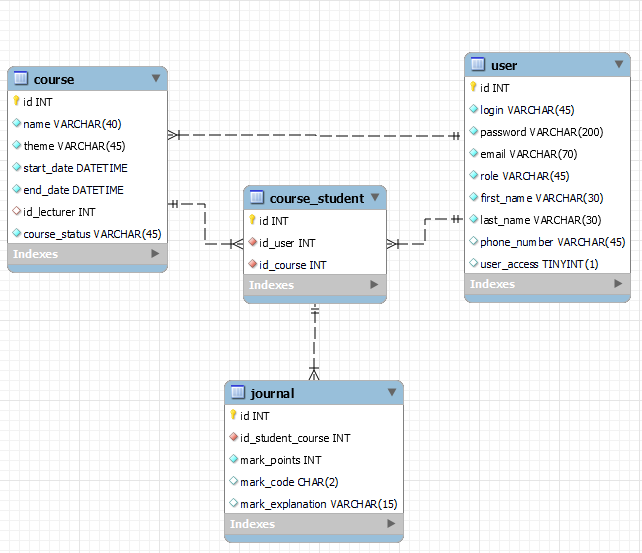 course
id INT
name VARCHAR(40)
theme VARCHAR(45)
start_date DATETIME
end_date DATETIME
id_lecturer INT
course_status VARCHAR(45)
Indexes
user
id INT
login VARCHAR(45)
password VARCHAR(200)
email VARCHAR(70)
role VARCHAR(45)
first_name VARCHAR(30)
last_name VARCHAR(30)
phone_number VARCHAR(45)
user_access TINYINT(1)
Indexes
course_student
id INT
id_user INT
id_course INT
Indexes
journal
id INT
id_student_course INT
mark_points INT
mark_code CHAR(2)
mark_explanation VARCHAR(15)
Indexes